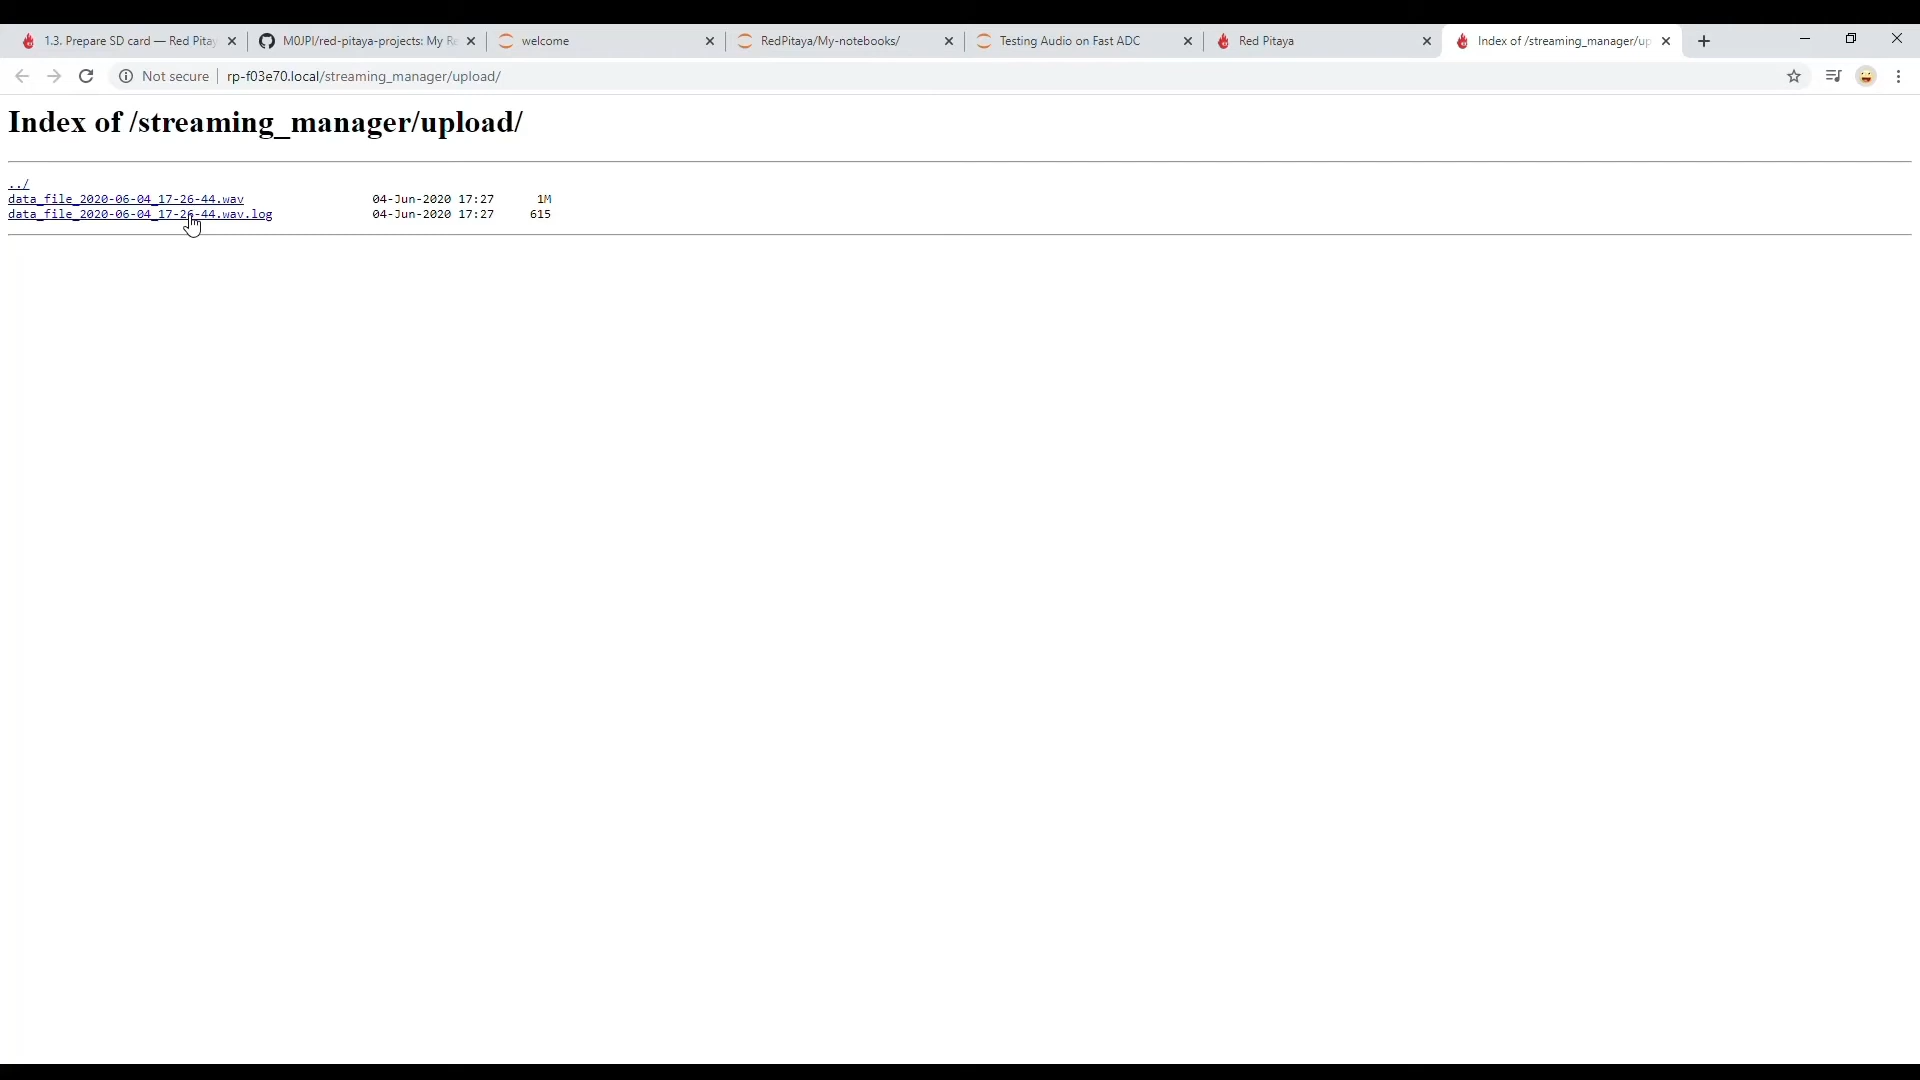 1.3. Prepare SD card — Red Pitay
M0JPI/red-pitaya-projects: My Re
welcome
RedPitaya/My-notebooks/
Testing Audio on Fast ADC
Red Pitaya
Index of /streaming_manager/up
Not secure
rp-f03e70.local/streaming_manager/upload/
Index of /streaming_manager/upload/
../
data_file_2020-06-04_17-26-44.wav 04-Jun-2020 17:27 1M
data_file_2020-06-04_17-26-44.wav.log 04-Jun-2020 17:27 615